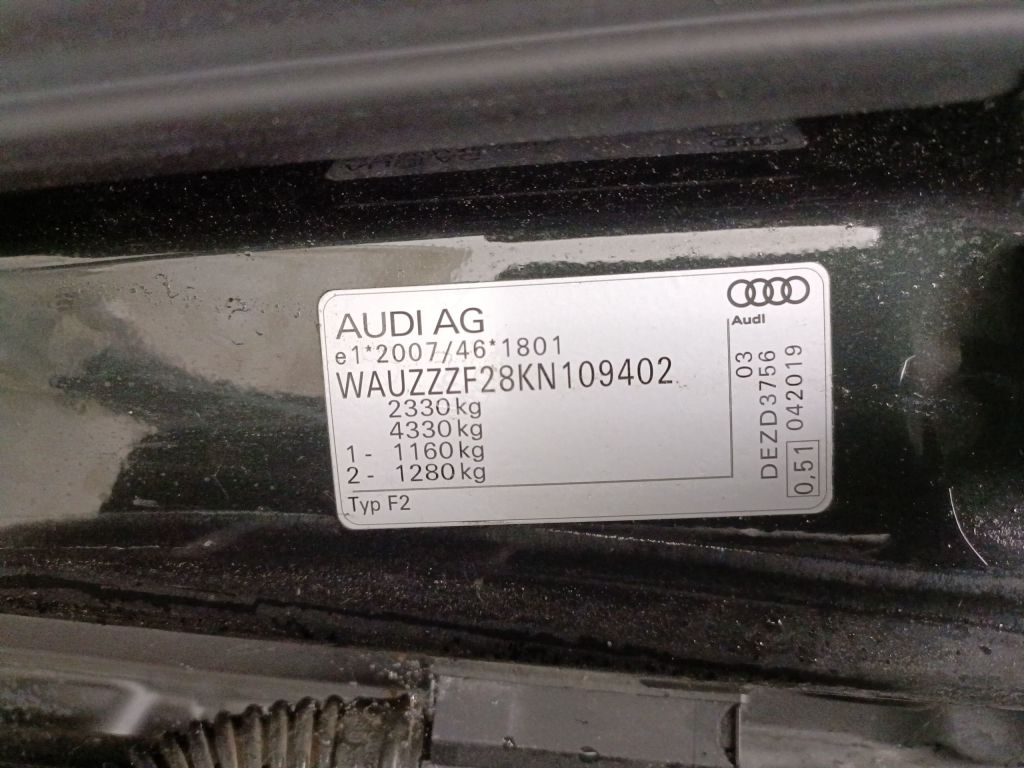 AUDI AG
e1*2007/46*1801
WAUZZZF28KN109402
2330 kg
4330 kg
1 - 1160 kg
2 - 1280 kg
Typ F2
Audi
03
DEZD3756
0,51 042019